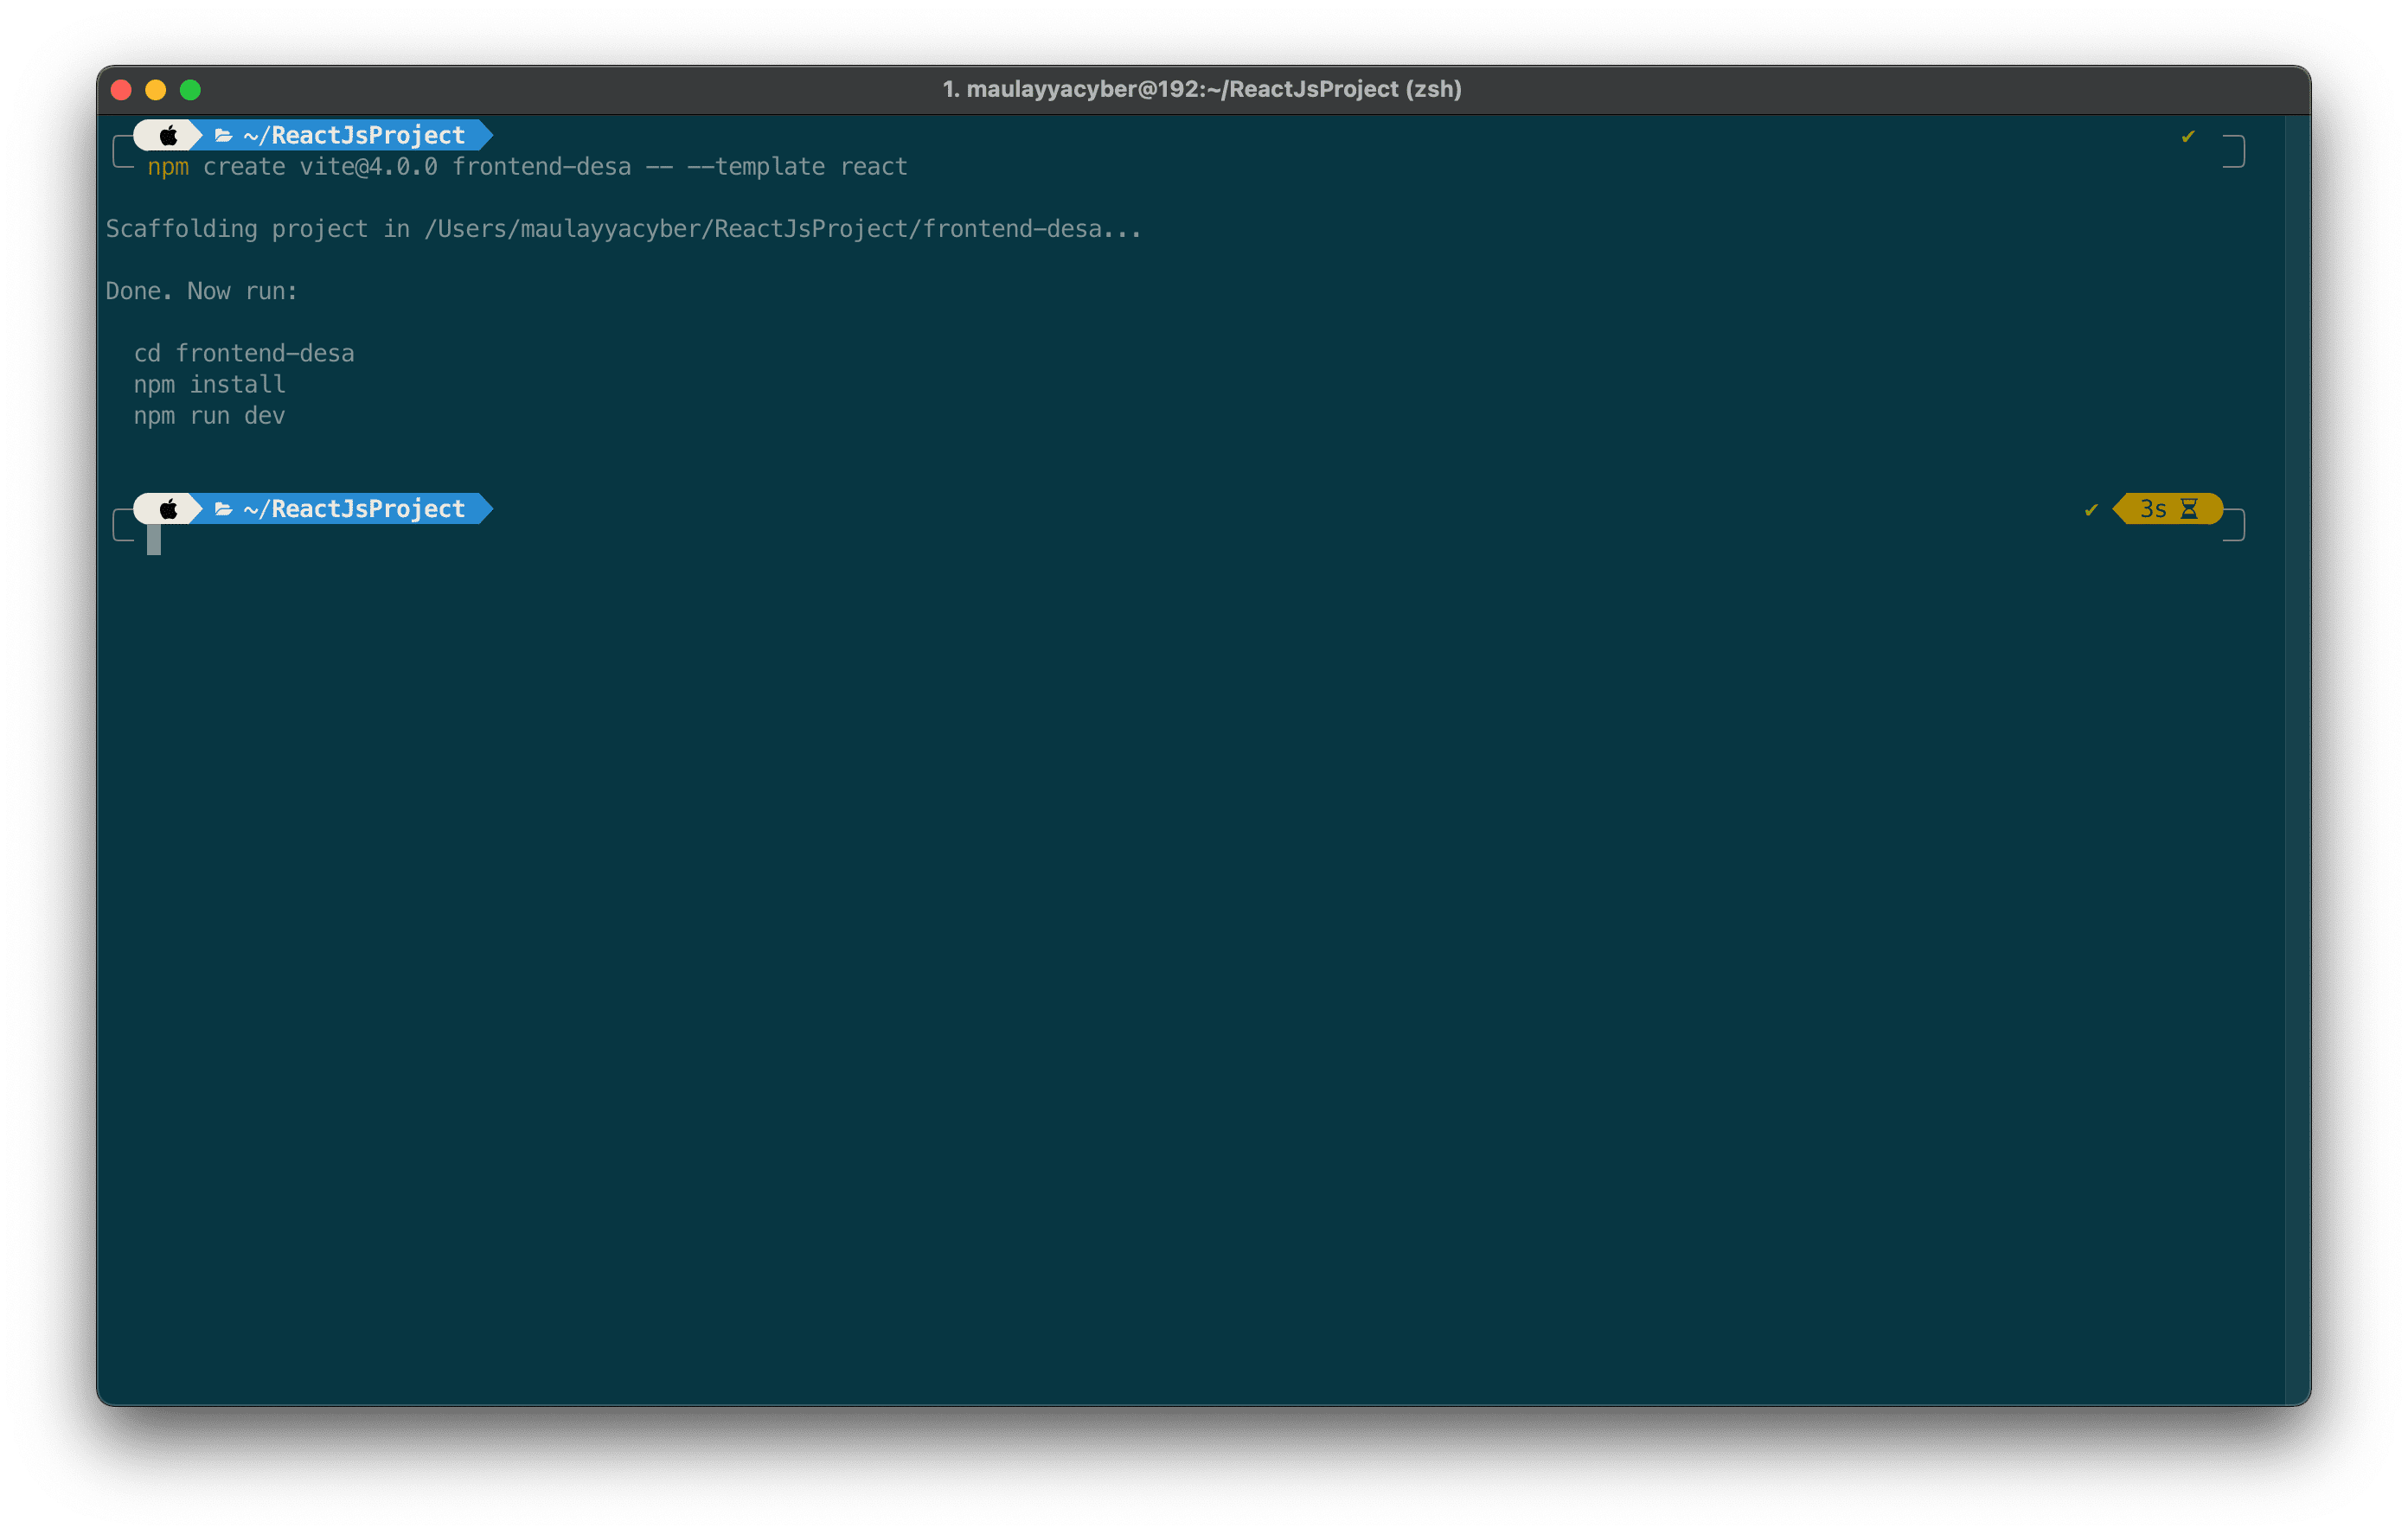 1. maulayyacyber@192:~/ReactJsProject (zsh)
~/ReactJsProject ✔
npm create vite@4.0.0 frontend-desa -- --template react
Scaffolding project in /Users/maulayyacyber/ReactJsProject/frontend-desa...
Done. Now run:
cd frontend-desa
npm install
npm run dev
~/ReactJsProject ✔ 3s